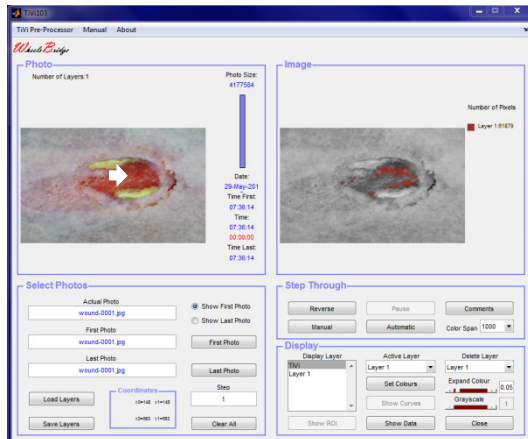 TiVi103
TiVi Pre-Processor Manual About
WheelsBridge
Photo
Number of Layers:1
Photo Size:
4177584
Date:
29-May-201
Time First:
07:36:14
Time:
07:36:14
00:00:00
Time Last:
07:36:14
Image
Number of Pixels
Layer 1:91879
Select Photos
Actual Photo
wound-0001.jpg
First Photo
wound-0001.jpg
Last Photo
wound-0001.jpg
Show First Photo
Show Last Photo
First Photo
Last Photo
Step
1
Load Layers
Save Layers
Coordinates
Clear All
Step Through
Reverse Pause Comments
Manual Automatic Color Span 1000
Display
Display Layer Active Layer Delete Layer
TiVi
Layer 1
Layer 1 Layer 1
Set Colours
Expand Colour
0.05
Show Curves
Grayscale
1
Show ROI Show Data Close